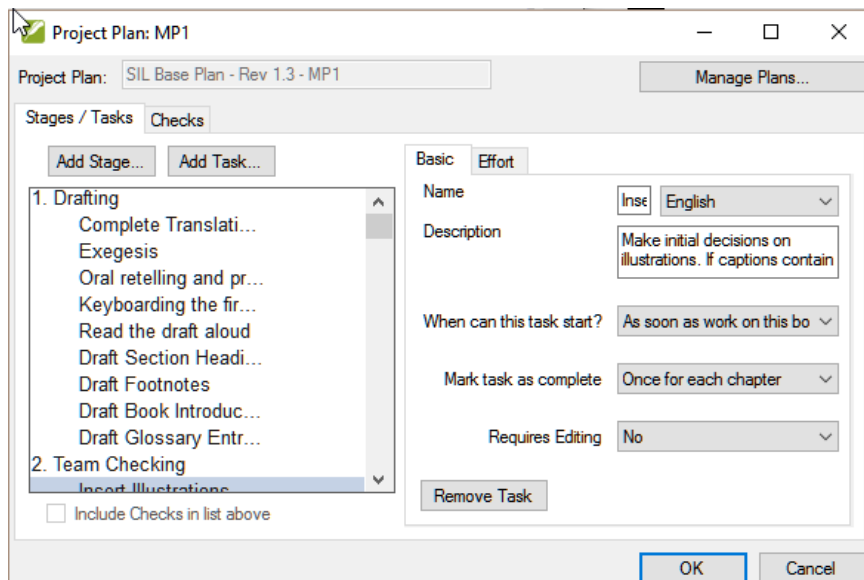 Project Plan: MP1
Project Plan: SIL Base Plan - Rev 1.3 - MP1 Manage Plans...
Stages / Tasks Checks
Add Stage... Add Task...
1. Drafting
Complete Translati...
Exegesis
Oral retelling and pr...
Keyboarding the fir...
Read the draft aloud
Draft Section Headi...
Draft Footnotes
Draft Book Introduc...
Draft Glossary Entr...
2. Team Checking
Insert Illustrations
Include Checks in list above
Basic Effort
Name Inse English
Description Make initial decisions on
illustrations. If captions contain
When can this task start? As soon as work on this bo
Mark task as complete Once for each chapter
Requires Editing No
Remove Task
OK Cancel